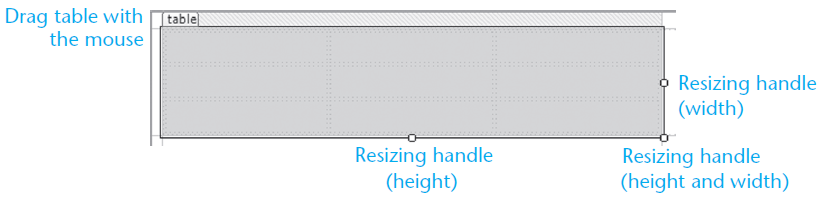 Drag table with
the mouse
table
Resizing handle
(width)
Resizing handle
(height)
Resizing handle
(height and width)